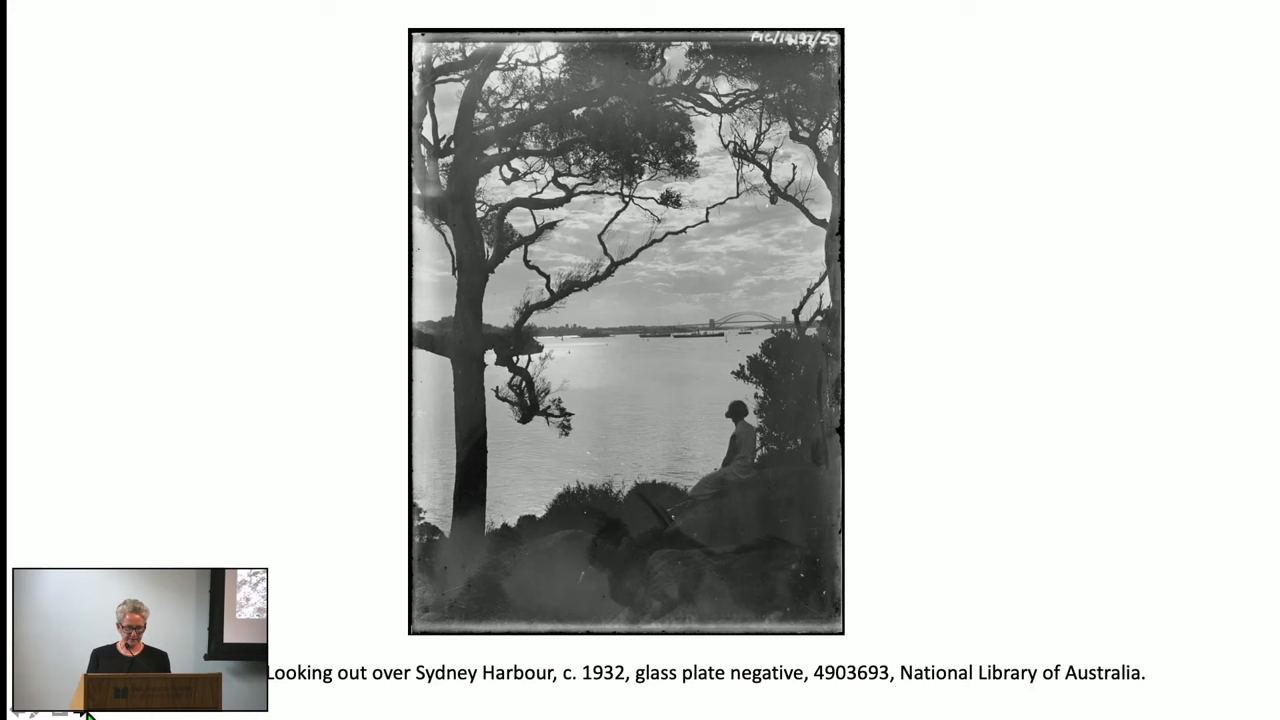 Looking out over Sydney Harbour, c. 1932, glass plate negative, 4903693, National Library of Australia.